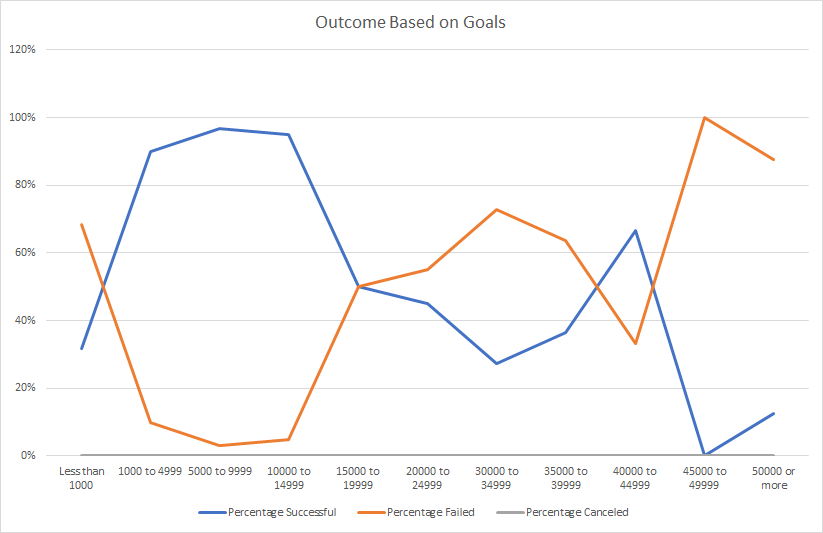 Outcome Based on Goals
120%
100%
80%
60%
40%
20%
0%
Less than
1000
1000 to 4999
5000 to 9999
10000 to
14999
15000 to
19999
20000 to
24999
30000 to
34999
35000 to
39999
40000 to
44999
45000 to
49999
50000 or
more
Percentage Successful
Percentage Failed
Percentage Canceled